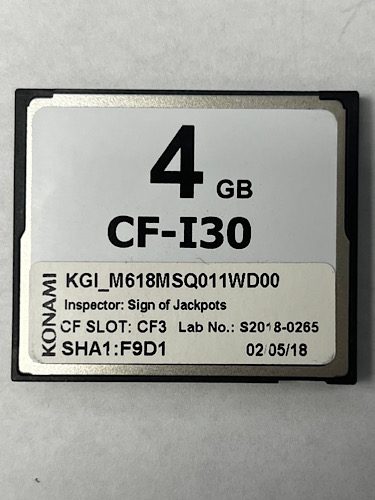 4 GB
CF-I30
KONAMI
KGI_M618MSQ011WD00
Inspector: Sign of Jackpots
CF SLOT: CF3 Lab No.: S2018-0265
SHA1:F9D1 02/05/18